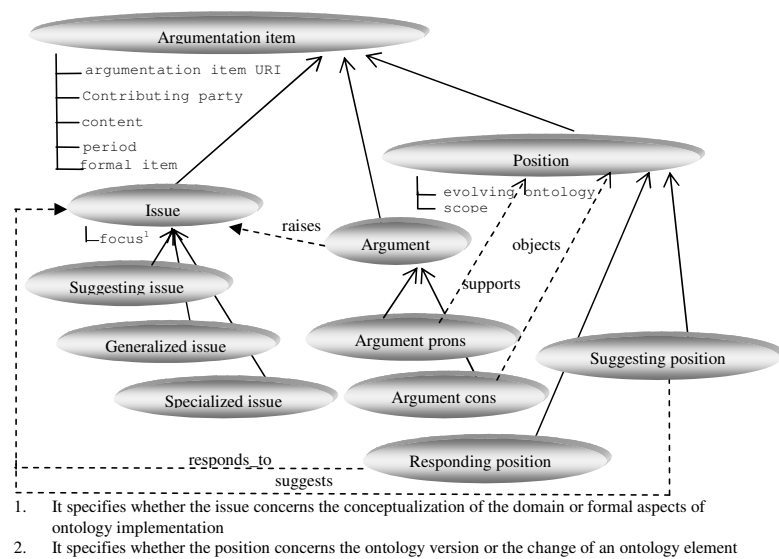 Argumentation item
argumentation item URI
Contributing party
content
period
formal item
Position
evolving ontology
scope
Issue
focus1
raises
Argument
objects
supports
Suggesting issue
Generalized issue
Specialized issue
Argument prons
Argument cons
Suggesting position
Responding position
responds_to
suggests
1. It specifies whether the issue concerns the conceptualization of the domain or formal aspects of
ontology implementation
2. It specifies whether the position concerns the ontology version or the change of an ontology element